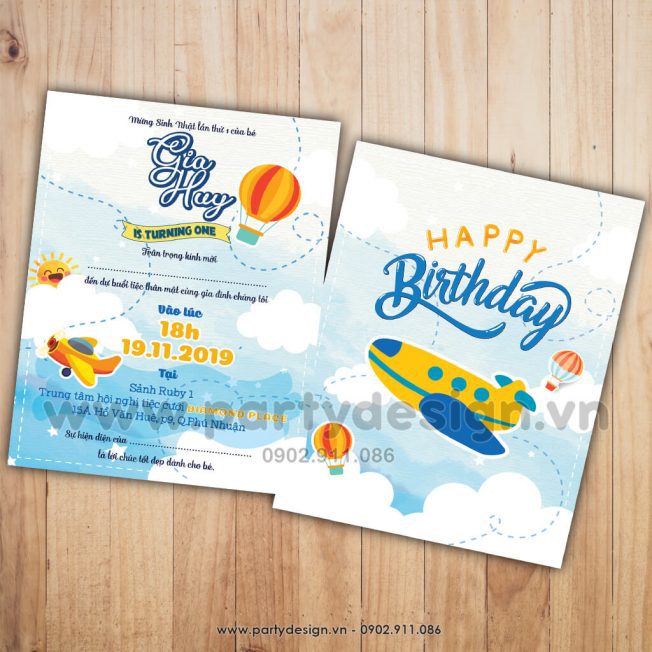 Mừng Sinh Nhật lần thứ 1 của bé
Gia
Huy
IS TURNING ONE
Trân trọng kính mời
đến dự buổi tiệc thân mật cùng gia đình chúng tôi
Vào lúc
18h
19.11.2019
Tại
Sảnh Ruby 1
Trung tâm hội nghị tiệc cưới DIAMOND PLACE
15A Hồ Văn Huê, p9, Q.Phú Nhuận
Sự hiện diện của
là lời chúc tốt đẹp dành cho bé.
HAPPY
Birthday
www.partydesign.vn
0902.911.086
www.partydesign.vn - 0902.911.086